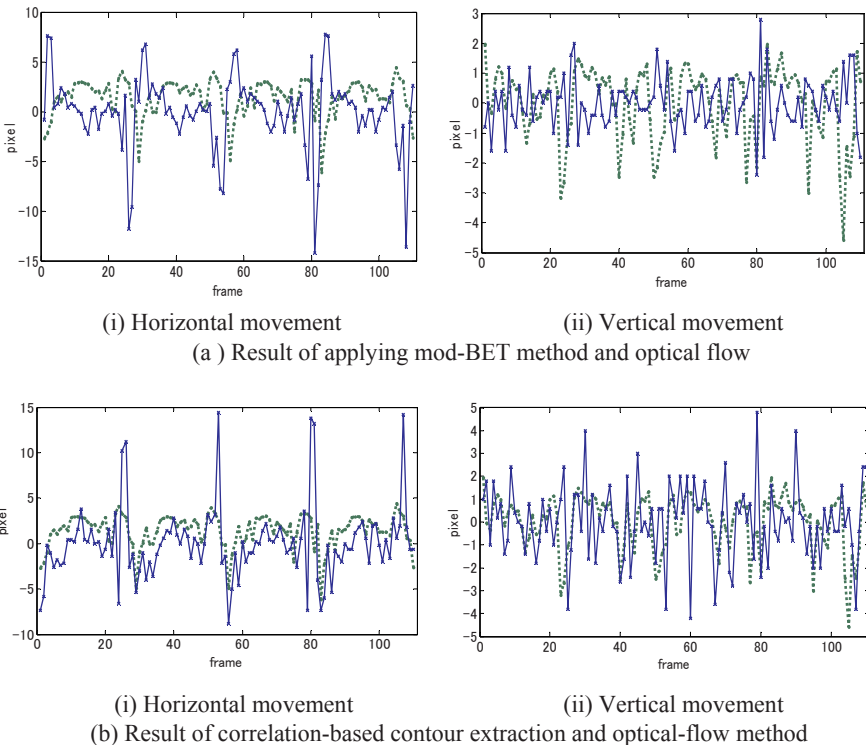 10
5
0
-5
-10
-15
pixel
0 20 40 60 80 100
frame
3
2
1
0
-1
-2
-3
-4
-5
pixel
0 20 40 60 80 100
frame
(i) Horizontal movement (ii) Vertical movement
(a ) Result of applying mod-BET method and optical flow
15
10
5
0
-5
-10
pixel
0 20 40 60 80 100
frame
5
4
3
2
1
0
-1
-2
-3
-4
-5
pixel
0 20 40 60 80 100
frame
(i) Horizontal movement (ii) Vertical movement
(b) Result of correlation-based contour extraction and optical-flow method